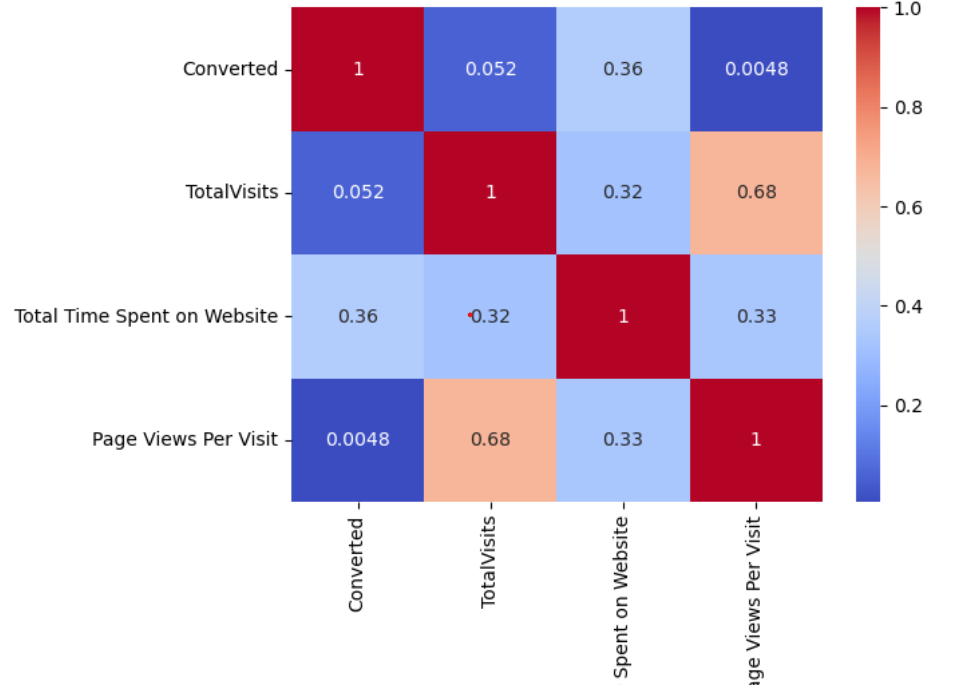 Converted 1 0.052 0.36 0.0048
TotalVisits 0.052 1 0.32 0.68
Total Time Spent on Website 0.36 0.32 1 0.33
Page Views Per Visit 0.0048 0.68 0.33 1
Converted
TotalVisits
Spent on Website
age Views Per Visit
1.0
0.8
0.6
0.4
0.2